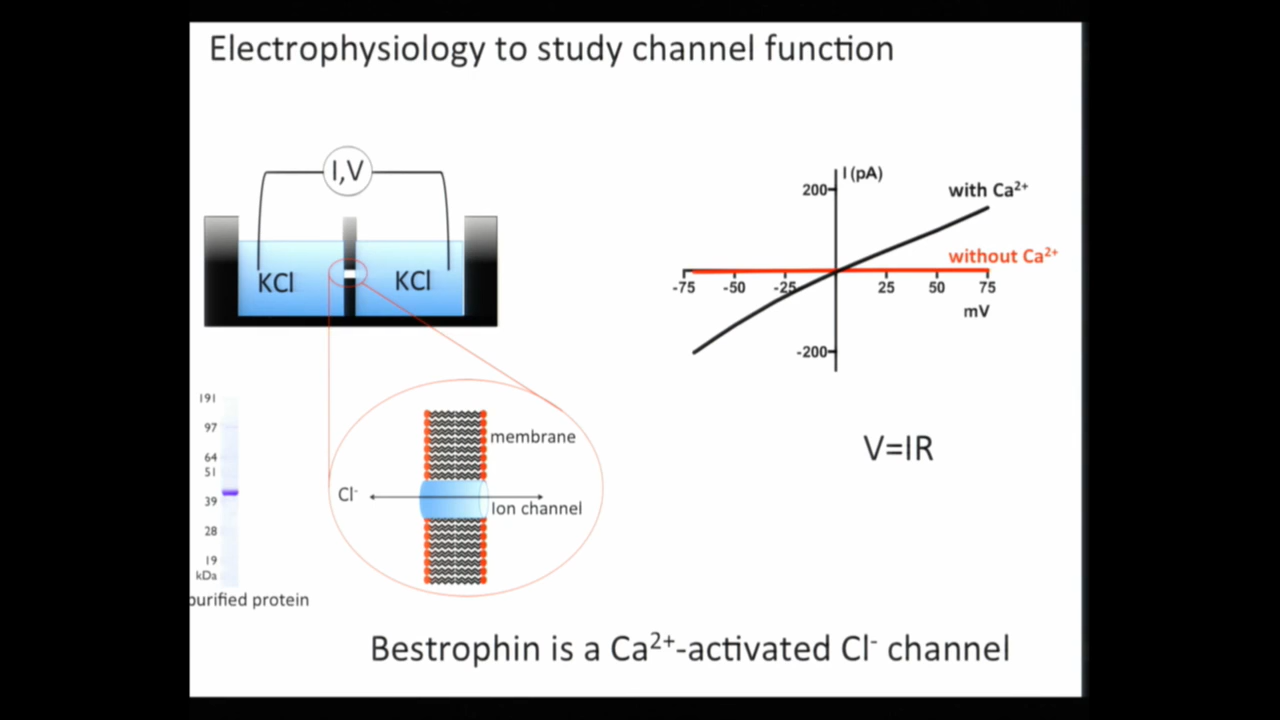 Electrophysiology to study channel function
I,V
KCl
KCl
I (pA)
200
with Ca²⁺
without Ca²⁺
-75
-50
-25
25
50
75
mV
-200
191
97
64
51
39
28
19
kDa
purified protein
membrane
Cl⁻
Ion channel
V=IR
Bestrophin is a Ca²⁺-activated Cl⁻ channel